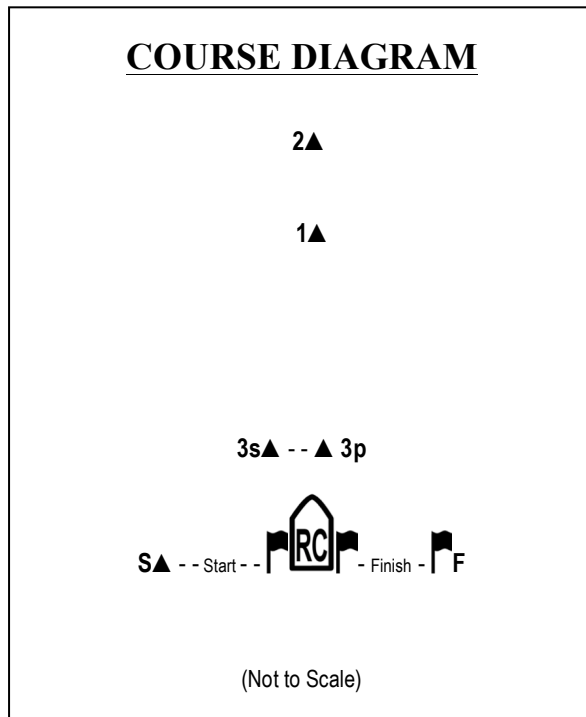 COURSE DIAGRAM
2▲
1▲
3s▲ - - ▲ 3p
RC
S▲ - - Start - - - Finish - F
(Not to Scale)